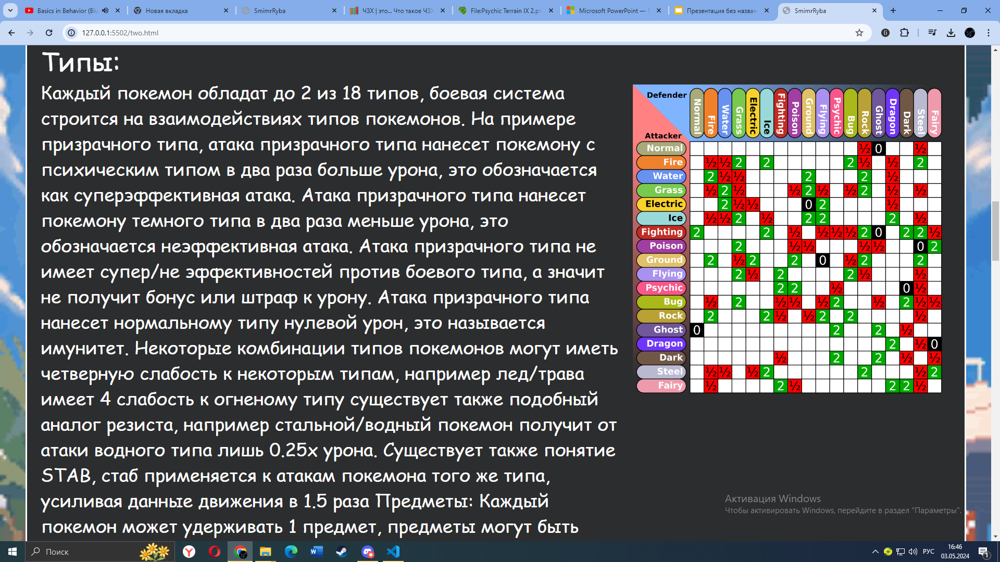 Basics in Behavior (Blu
Новая вкладка
SmimrRyba
ЧЗХ | это... Что такое ЧЗХ
File:Psychic Terrain IX 2.pn
Microsoft PowerPoint —
Презентация без назван
SmimrRyba
127.0.0.1:5502/two.html
Типы:
Каждый покемон обладат до 2 из 18 типов, боевая система
строится на взаимодействиях типов покемонов. На примере
призрачного типа, атака призрачного типа нанесет покемону с
психическим типом в два раза больше урона, это обозначается
как суперэффективная атака. Атака призрачного типа нанесет
покемону темного типа в два раза меньше урона, это
обозначается неэффективная атака. Атака призрачного типа не
имеет супер/не эффективностей против боевого типа, а значит
не получит бонус или штраф к урону. Атака призрачного типа
нанесет нормальному типу нулевой урон, это называется
имунитет. Некоторые комбинации типов покемонов могут иметь
четверную слабость к некоторым типам, например лед/трава
имеет 4 слабость к огненому типу существует также подобный
аналог резиста, например стальной/водный покемон получит от
атаки водного типа лишь 0.25х урона. Существует также понятие
STAB, стаб применяется к атакам покемона того же типа,
усиливая данные движения в 1.5 раза Предметы: Каждый
покемон может удерживать 1 предмет, предметы могут быть
Defender
Normal Fire Water Grass Electric Ice Fighting Poison Ground Flying Psychic Bug Rock Ghost Dragon Dark Steel Fairy
Attacker
Normal ½ 0 ½
Fire ½ ½ 2 2 2 ½ ½ 2
Water 2 ½ ½ 2 2 ½
Grass ½ 2 ½ ½ 2 ½ ½ 2 ½ ½
Electric 2 ½ ½ 0 2 ½
Ice ½ ½ 2 ½ 2 2 2 ½
Fighting 2 2 ½ ½ ½ ½ 2 0 2 2 ½
Poison 2 ½ ½ ½ ½ 0 2
Ground 2 ½ 2 2 0 ½ 2 2
Flying 2 ½ 2 2 ½ ½
Psychic 2 2 ½ 0 ½
Bug ½ 2 ½ ½ ½ 2 ½ 2 ½ ½
Rock 2 2 ½ ½ 2 2 ½
Ghost 0 2 2 ½
Dragon 2 ½ 0
Dark ½ 2 2 ½ ½
Steel ½ ½ ½ 2 2 ½ 2
Fairy ½ 2 ½ 2 2 ½
Активация Windows
Чтобы активировать Windows, перейдите в раздел "Параметры".
Поиск
РУС
16:46
03.05.2024
1